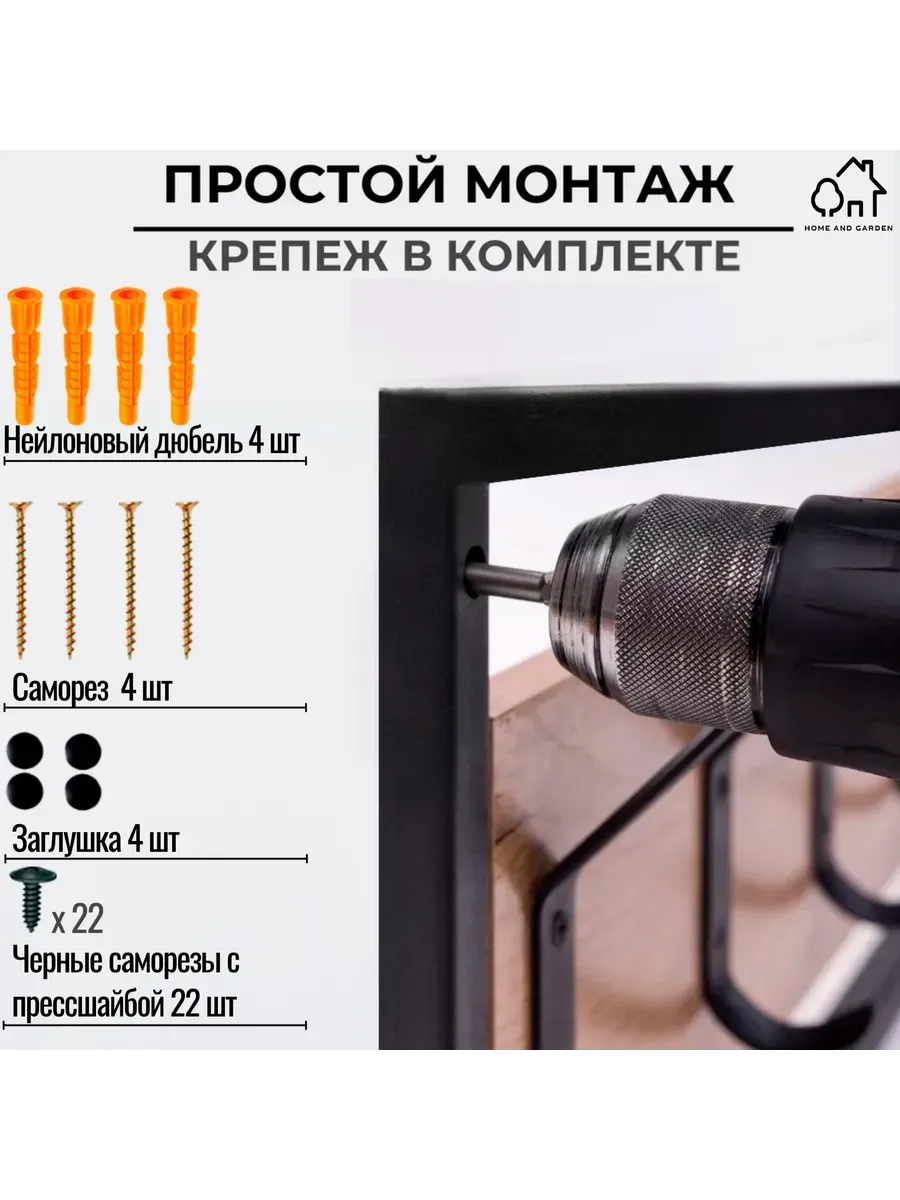 ПРОСТОЙ МОНТАЖ
HOME AND GARDEN
КРЕПЕЖ В КОМПЛЕКТЕ
Нейлоновый дюбель 4 шт
Саморез 4 шт
Заглушка 4 шт
x 22
Черные саморезы с
прессшайбой 22 шт